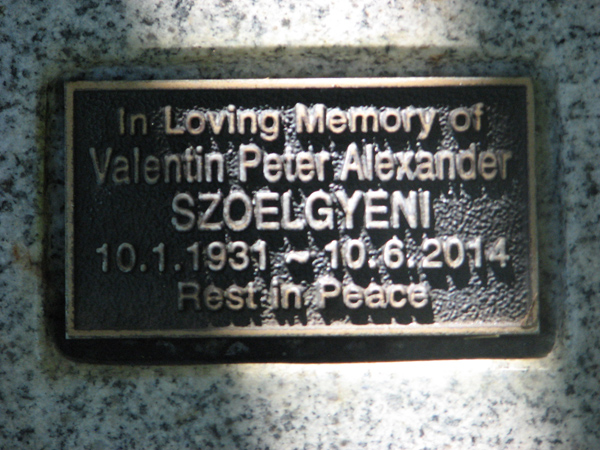 In Loving Memory of
Valentin Peter Alexander
SZOELGYENI
10.1.1931 ~ 10.6.2014
Rest in Peace